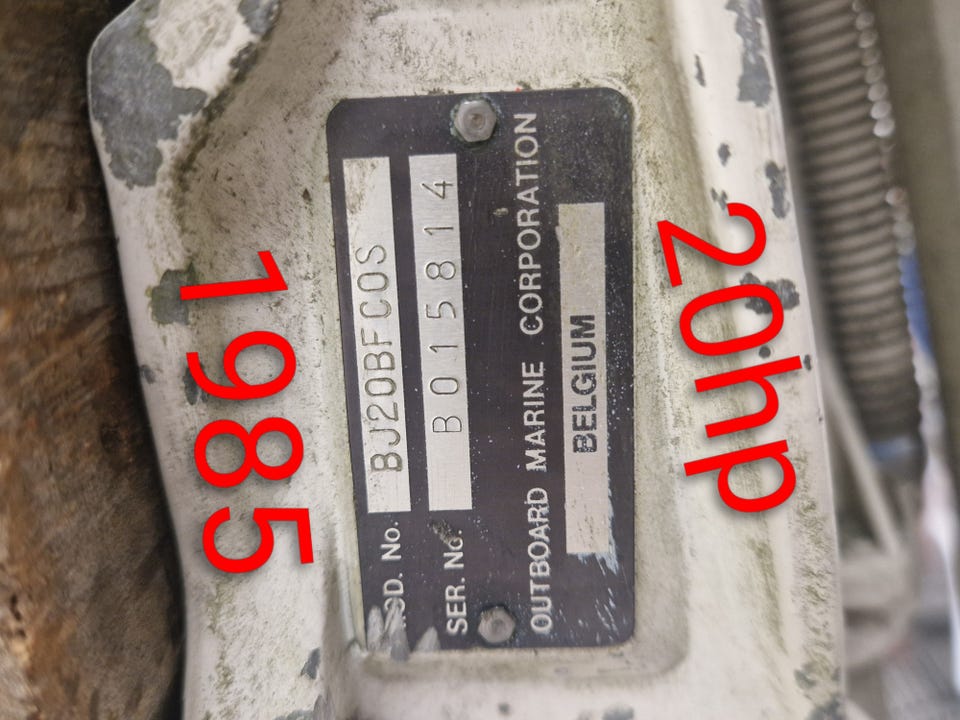 1985
MOD. No. BJ20BFCOS
SER. No. B015814
OUTBOARD MARINE CORPORATION
BELGIUM
20hp